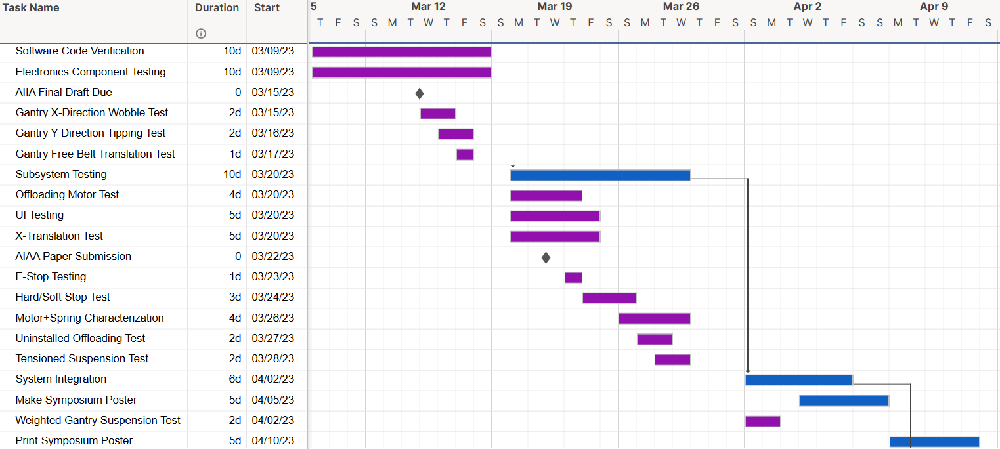 Task Name Duration Start 5 Mar 12 Mar 19 Mar 26 Apr 2 Apr 9
T F S S M T W T F S S M T W T F S S M T W T F S S M T W T F S S M T W T F S
Software Code Verification 10d 03/09/23
Electronics Component Testing 10d 03/09/23
AIIA Final Draft Due 0 03/15/23
Gantry X-Direction Wobble Test 2d 03/15/23
Gantry Y Direction Tipping Test 2d 03/16/23
Gantry Free Belt Translation Test 1d 03/17/23
Subsystem Testing 10d 03/20/23
Offloading Motor Test 4d 03/20/23
UI Testing 5d 03/20/23
X-Translation Test 5d 03/20/23
AIAA Paper Submission 0 03/22/23
E-Stop Testing 1d 03/23/23
Hard/Soft Stop Test 3d 03/24/23
Motor+Spring Characterization 4d 03/26/23
Uninstalled Offloading Test 2d 03/27/23
Tensioned Suspension Test 2d 03/28/23
System Integration 6d 04/02/23
Make Symposium Poster 5d 04/05/23
Weighted Gantry Suspension Test 2d 04/02/23
Print Symposium Poster 5d 04/10/23